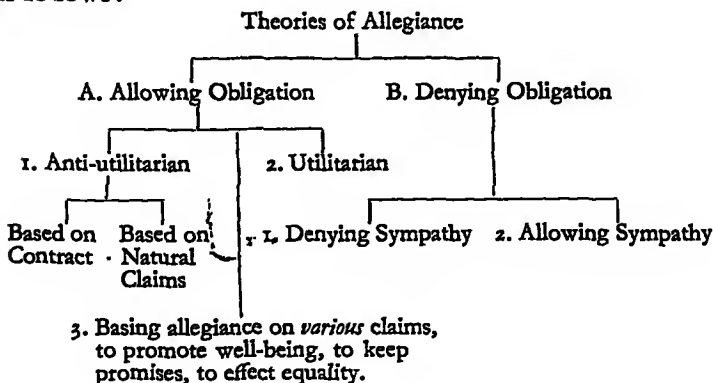 Theories of Allegiance
A. Allowing Obligation B. Denying Obligation
1. Anti-utilitarian 2. Utilitarian
Based on Contract · Based on Natural Claims
1. Denying Sympathy 2. Allowing Sympathy
3. Basing allegiance on various claims,
to promote well-being, to keep
promises, to effect equality.